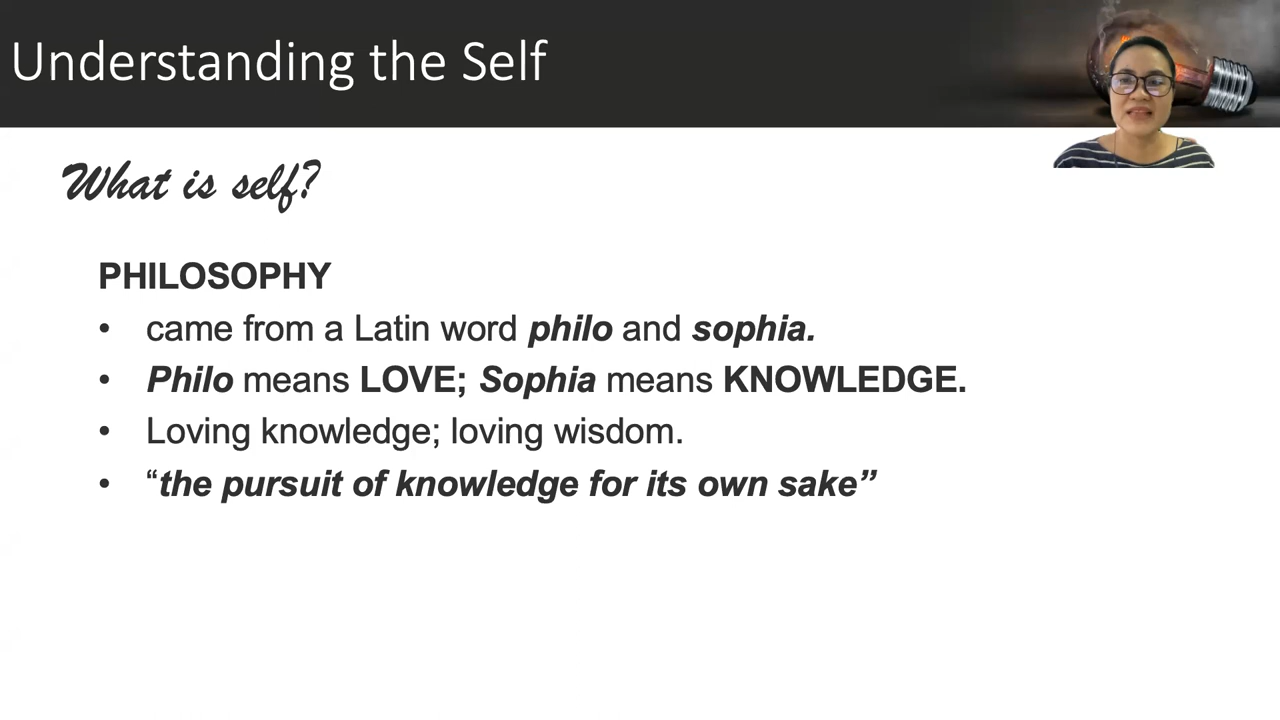 Understanding the Self
What is self?
PHILOSOPHY
• came from a Latin word philo and sophia.
• Philo means LOVE; Sophia means KNOWLEDGE.
• Loving knowledge; loving wisdom.
• “the pursuit of knowledge for its own sake”